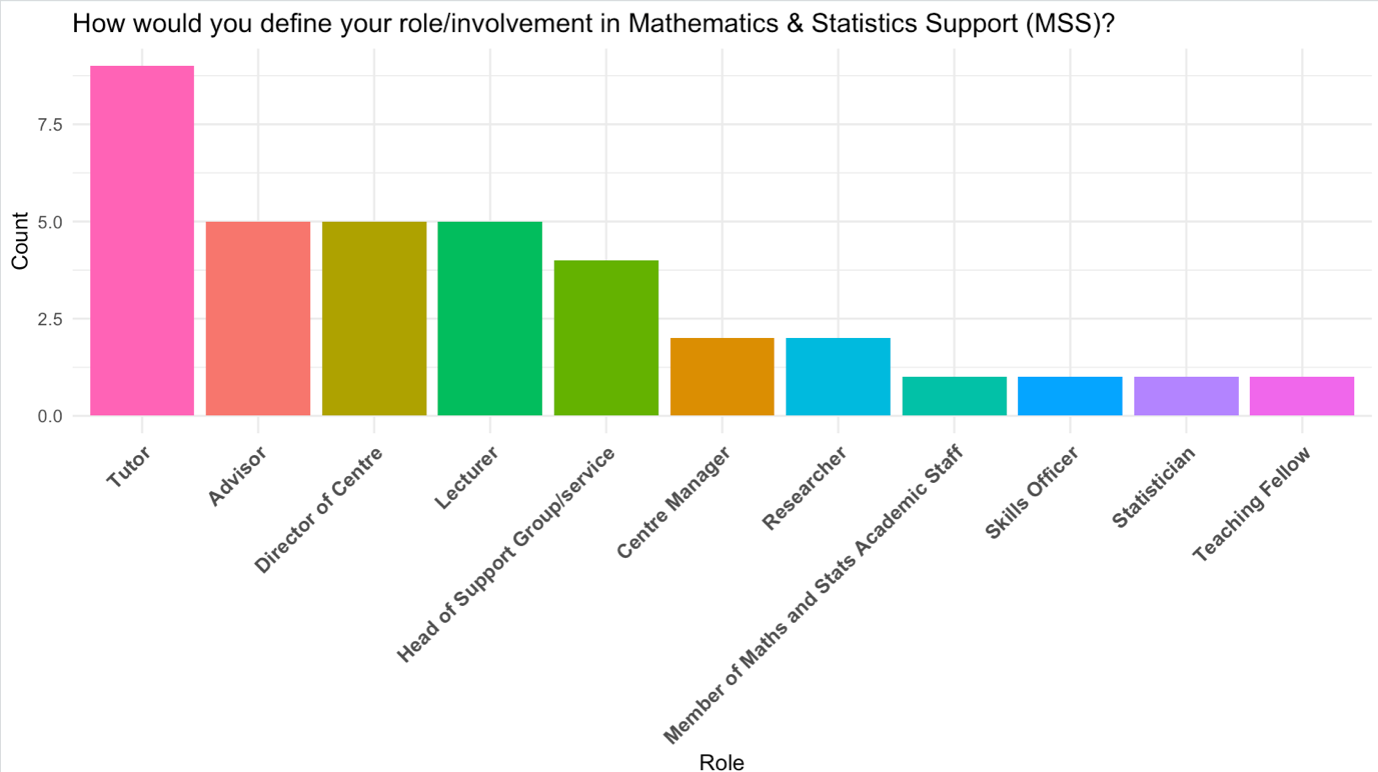 How would you define your role/involvement in Mathematics & Statistics Support (MSS)?
Count
7.5
5.0
2.5
0.0
Tutor
Advisor
Director of Centre
Lecturer
Head of Support Group/service
Centre Manager
Researcher
Member of Maths and Stats Academic Staff
Skills Officer
Statistician
Teaching Fellow
Role